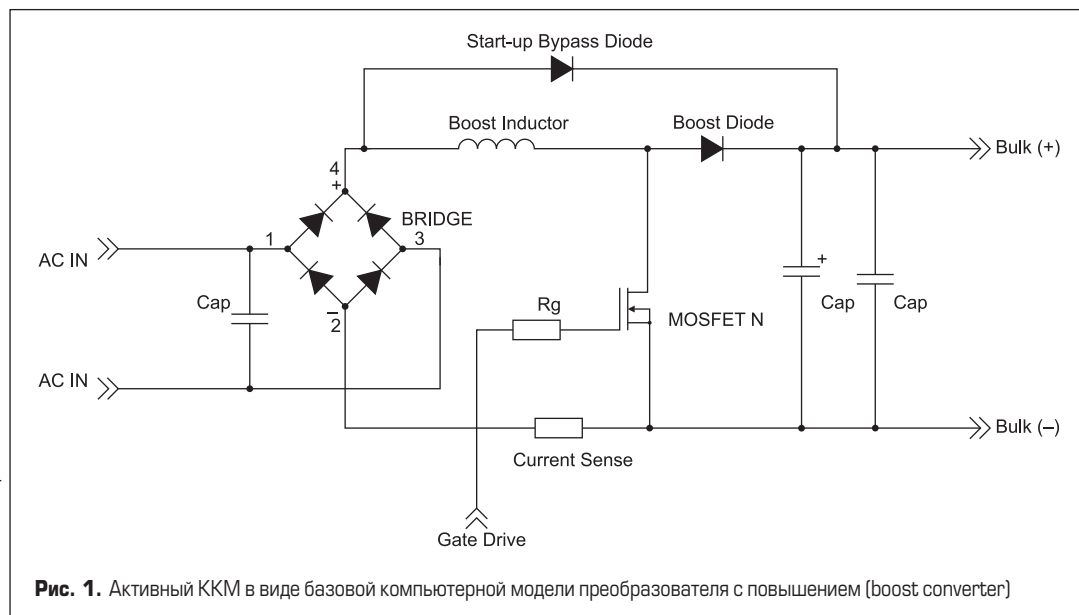 Start-up Bypass Diode
Boost Inductor
Boost Diode
Bulk (+)
4
+
BRIDGE
1
3
AC IN
Cap
–
2
Rg
MOSFET N
+
Cap
Cap
AC IN
Bulk (–)
Current Sense
Gate Drive
Рис. 1. Активный ККМ в виде базовой компьютерной модели преобразователя с повышением (boost converter)